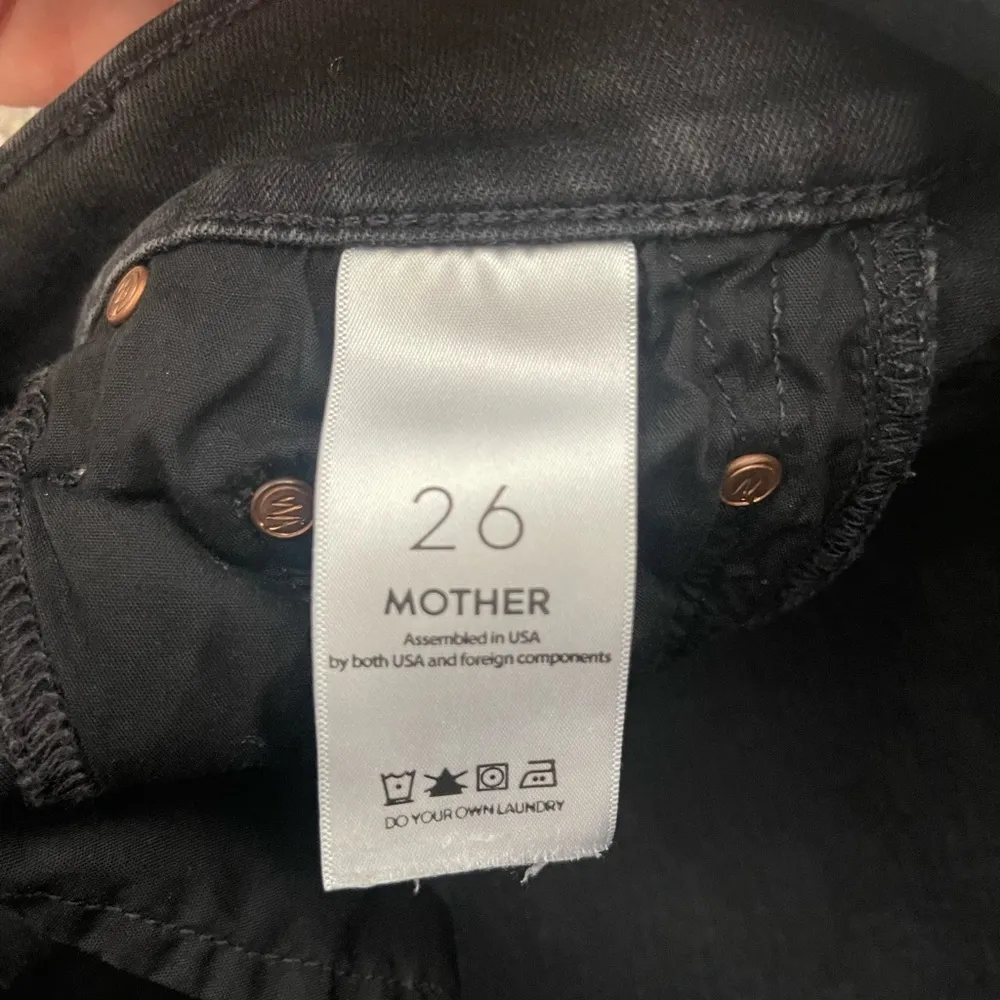 26
MOTHER
Assembled in USA
by both USA and foreign components
DO YOUR OWN LAUNDRY